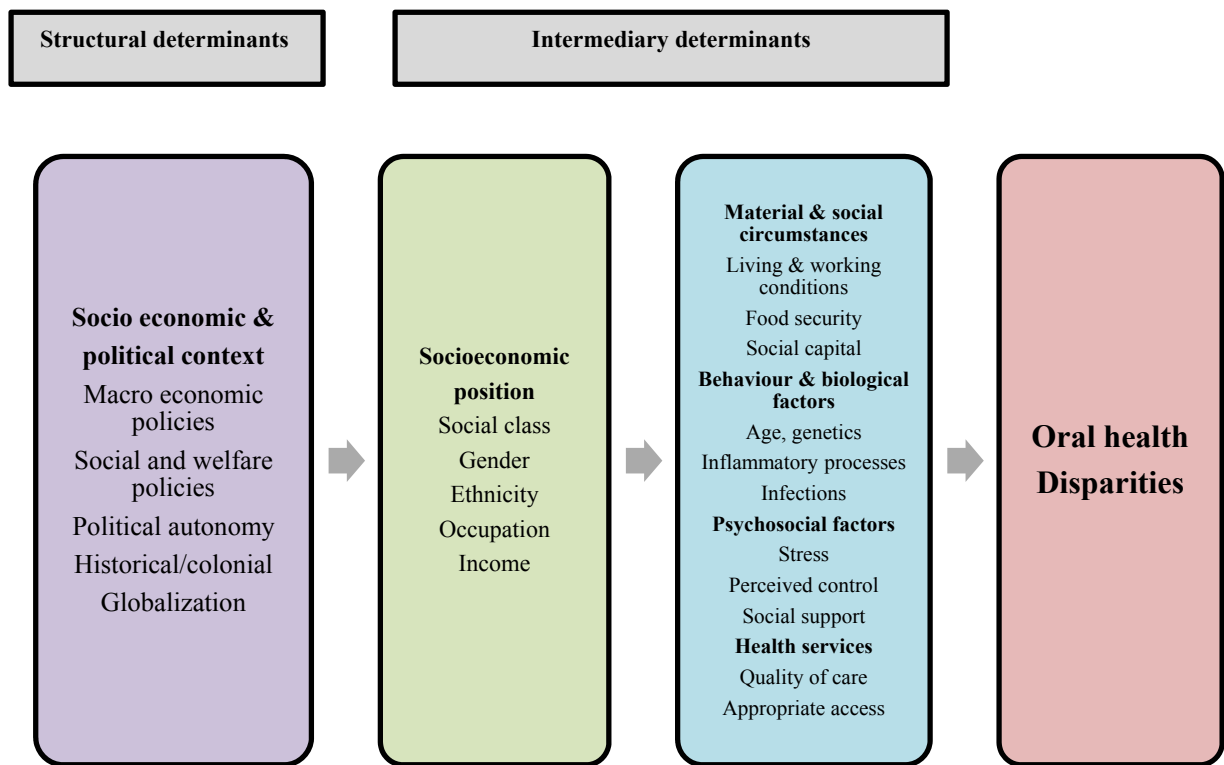 Structural determinants
Intermediary determinants
Socio economic &
political context
Macro economic
policies
Social and welfare
policies
Political autonomy
Historical/colonial
Globalization
Socioeconomic
position
Social class
Gender
Ethnicity
Occupation
Income
Material & social
circumstances
Living & working
conditions
Food security
Social capital
Behaviour & biological
factors
Age, genetics
Inflammatory processes
Infections
Psychosocial factors
Stress
Perceived control
Social support
Health services
Quality of care
Appropriate access
Oral health
Disparities